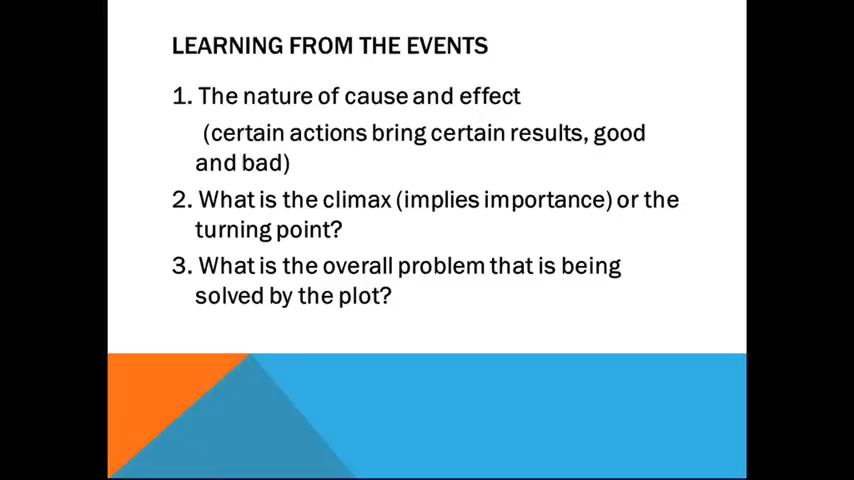 LEARNING FROM THE EVENTS
1. The nature of cause and effect
(certain actions bring certain results, good
and bad)
2. What is the climax (implies importance) or the
turning point?
3. What is the overall problem that is being
solved by the plot?